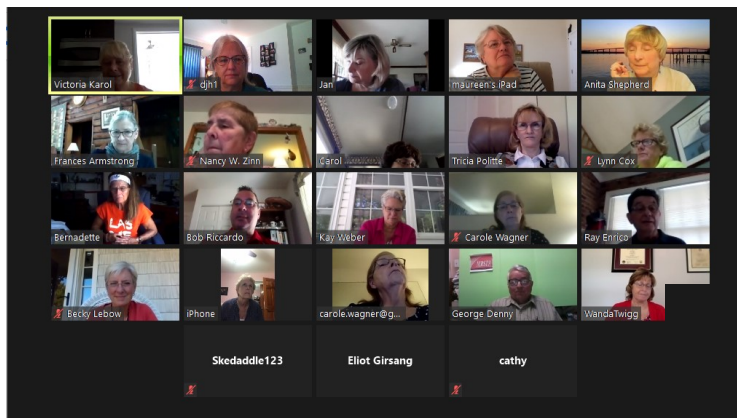 Victoria Karol
djh1
Jan
maureen's iPad
Anita Shepherd
Frances Armstrong
Nancy W. Zinn
Carol
Tricia Politte
Lynn Cox
Bernadette
Bob Riccardo
Kay Weber
Carole Wagner
Ray Enrico
Becky Lebow
iPhone
carole.wagner@g...
George Denny
WandaTwigg
Skedaddle123
Eliot Girsang
cathy